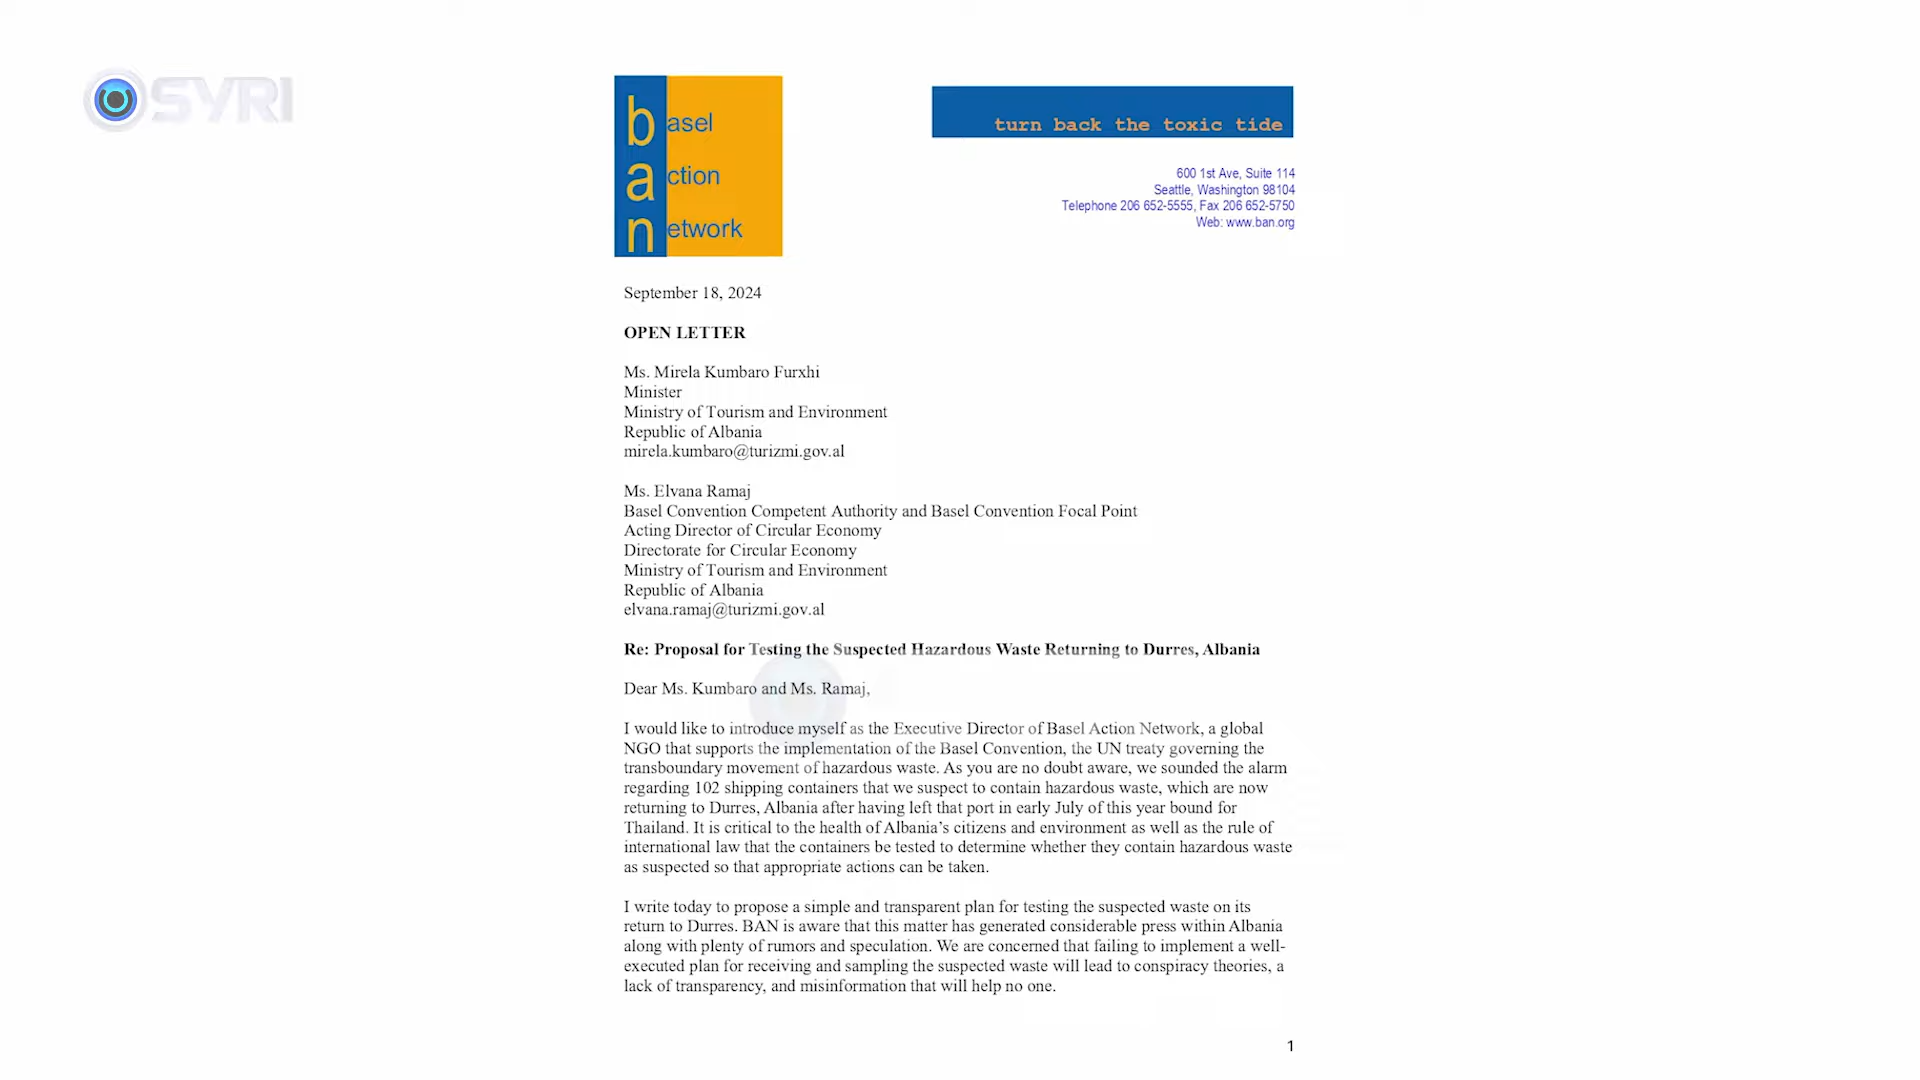 SYRI
basel
action
network
turn back the toxic tide
600 1st Ave, Suite 114
Seattle, Washington 98104
Telephone 206 652-5555, Fax 206 652-5750
Web: www.ban.org
September 18, 2024
OPEN LETTER
Ms. Mirela Kumbaro Furxhi
Minister
Ministry of Tourism and Environment
Republic of Albania
mirela.kumbaro@turizmi.gov.al
Ms. Elvana Ramaj
Basel Convention Competent Authority and Basel Convention Focal Point
Acting Director of Circular Economy
Directorate for Circular Economy
Ministry of Tourism and Environment
Republic of Albania
elvana.ramaj@turizmi.gov.al
Re: Proposal for Testing the Suspected Hazardous Waste Returning to Durres, Albania
Dear Ms. Kumbaro and Ms. Ramaj,
I would like to introduce myself as the Executive Director of Basel Action Network, a global
NGO that supports the implementation of the Basel Convention, the UN treaty governing the
transboundary movement of hazardous waste. As you are no doubt aware, we sounded the alarm
regarding 102 shipping containers that we suspect to contain hazardous waste, which are now
returning to Durres, Albania after having left that port in early July of this year bound for
Thailand. It is critical to the health of Albania's citizens and environment as well as the rule of
international law that the containers be tested to determine whether they contain hazardous waste
as suspected so that appropriate actions can be taken.
I write today to propose a simple and transparent plan for testing the suspected waste on its
return to Durres. BAN is aware that this matter has generated considerable press within Albania
along with plenty of rumors and speculation. We are concerned that failing to implement a well-
executed plan for receiving and sampling the suspected waste will lead to conspiracy theories, a
lack of transparency, and misinformation that will help no one.
1